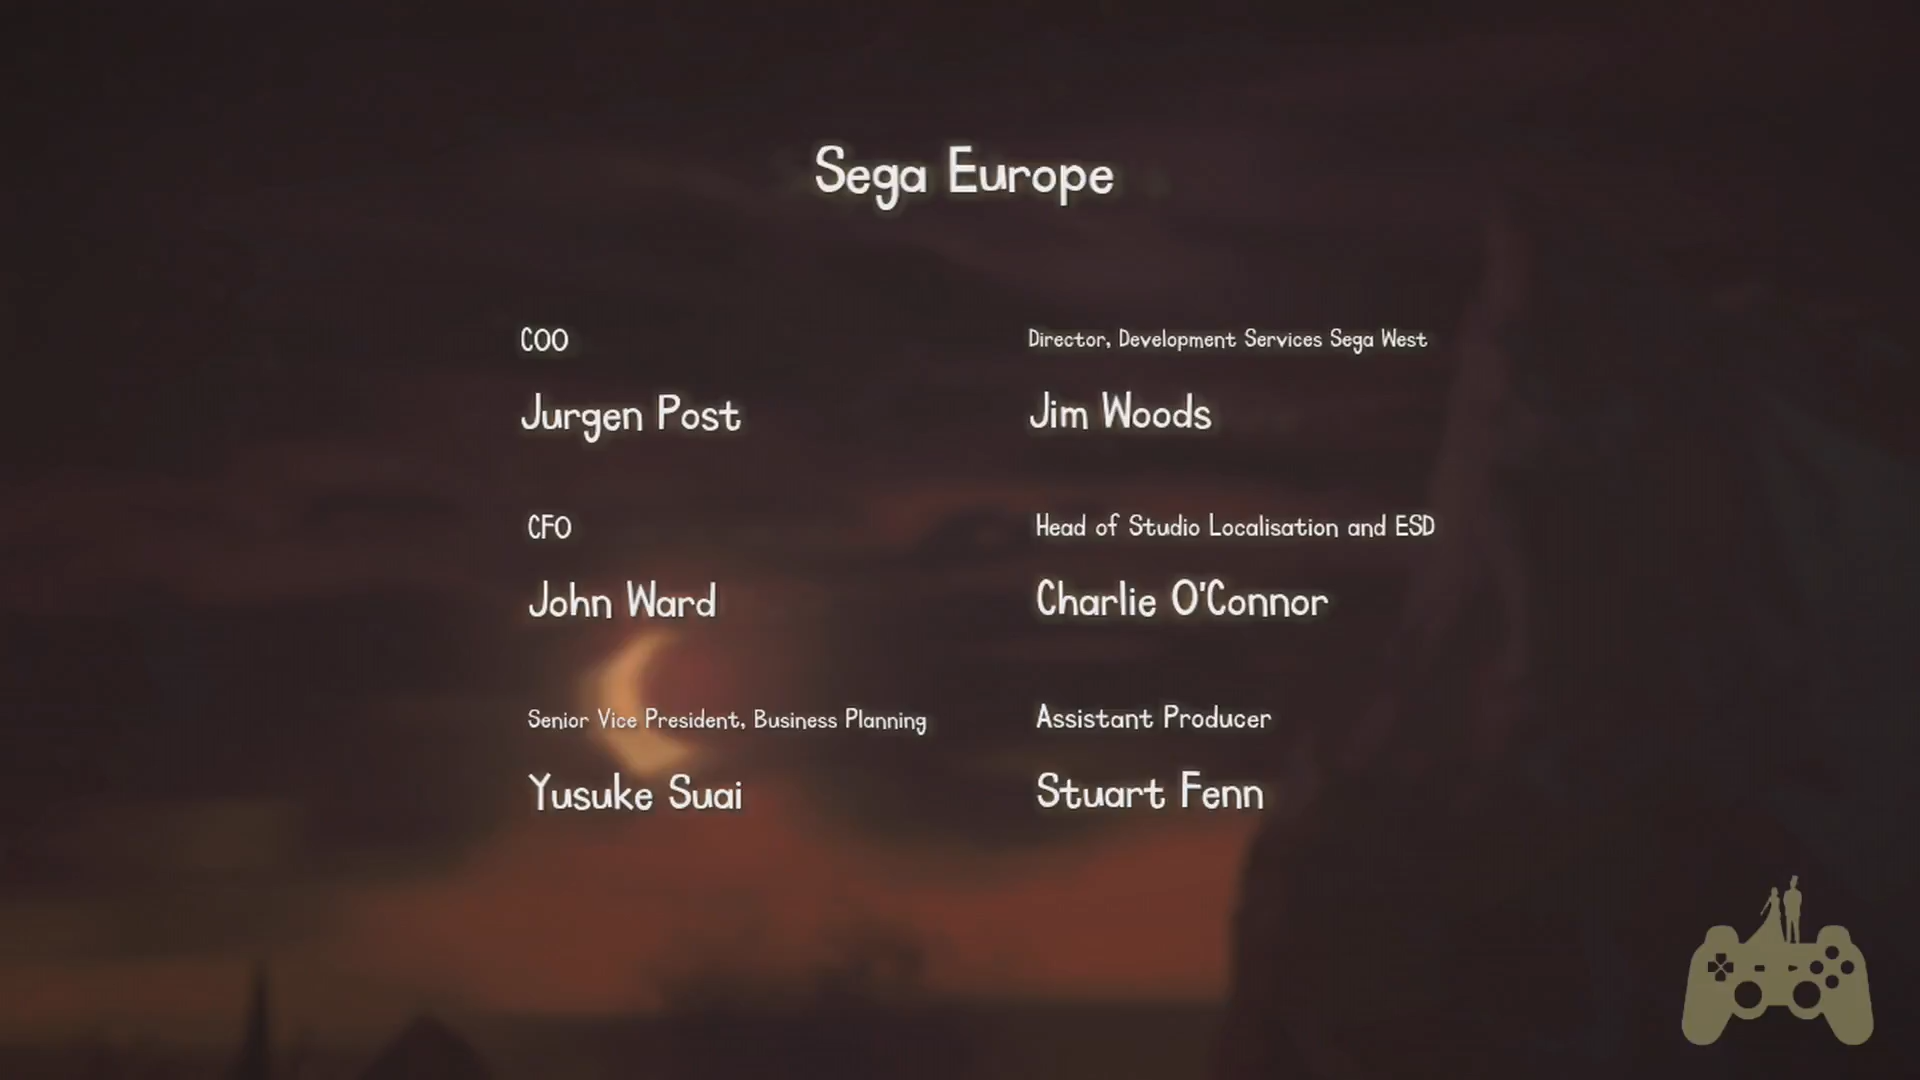 Sega Europe
COO
Jurgen Post
CFO
John Ward
Senior Vice President, Business Planning
Yusuke Suai
Director, Development Services Sega West
Jim Woods
Head of Studio Localisation and ESD
Charlie O'Connor
Assistant Producer
Stuart Fenn